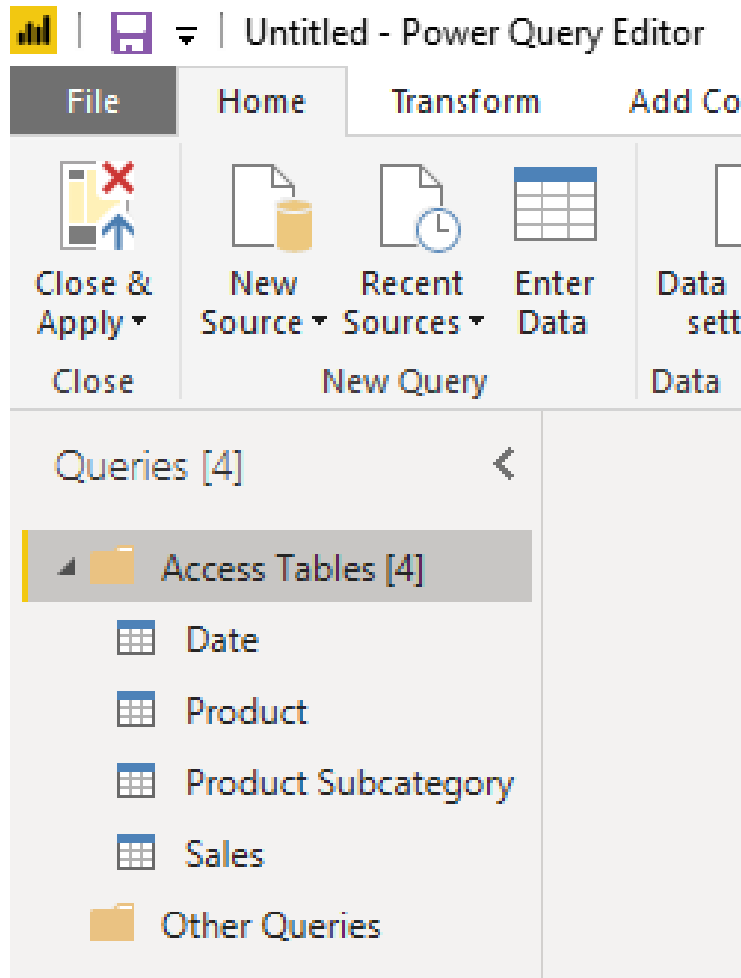 Untitled - Power Query Editor
File Home Transform Add Co
Close & New Recent Enter Data
Apply Source Sources Data sett
Close New Query Data
Queries [4]
Access Tables [4]
Date
Product
Product Subcategory
Sales
Other Queries